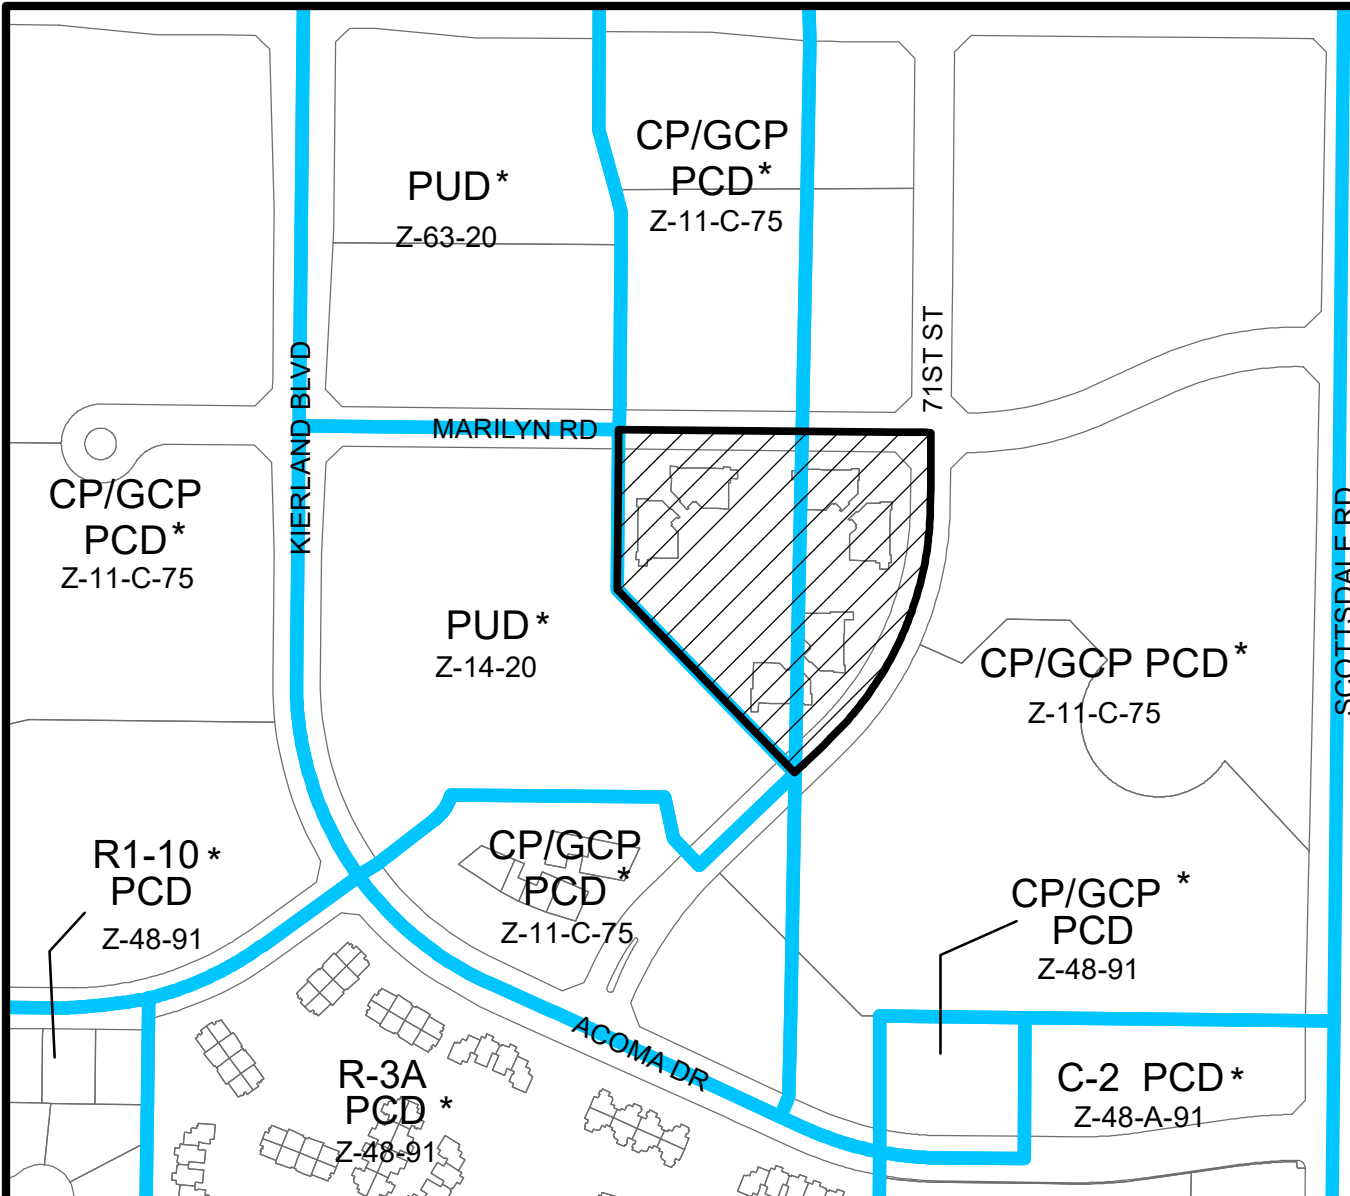 CP/GCP
PCD*
Z-11-C-75
PUD*
Z-63-20
71ST ST
KIERLAND BLVD
MARILYN RD
CP/GCP
PCD*
Z-11-C-75
SCOTTSDALE RD
PUD*
Z-14-20
CP/GCP PCD*
Z-11-C-75
CP/GCP
PCD*
Z-11-C-75
R1-10*
PCD
Z-48-91
CP/GCP *
PCD
Z-48-91
ACOMA DR
R-3A
PCD *
Z-48-91
C-2 PCD*
Z-48-A-91